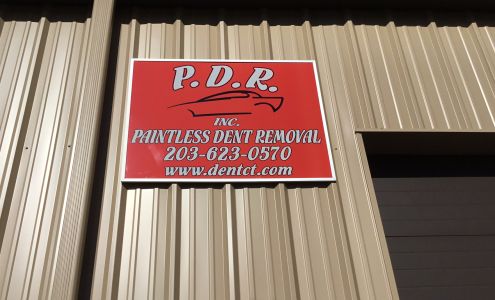 P.D.R.
INC.
PAINTLESS DENT REMOVAL
203-623-0570
www.dentct.com